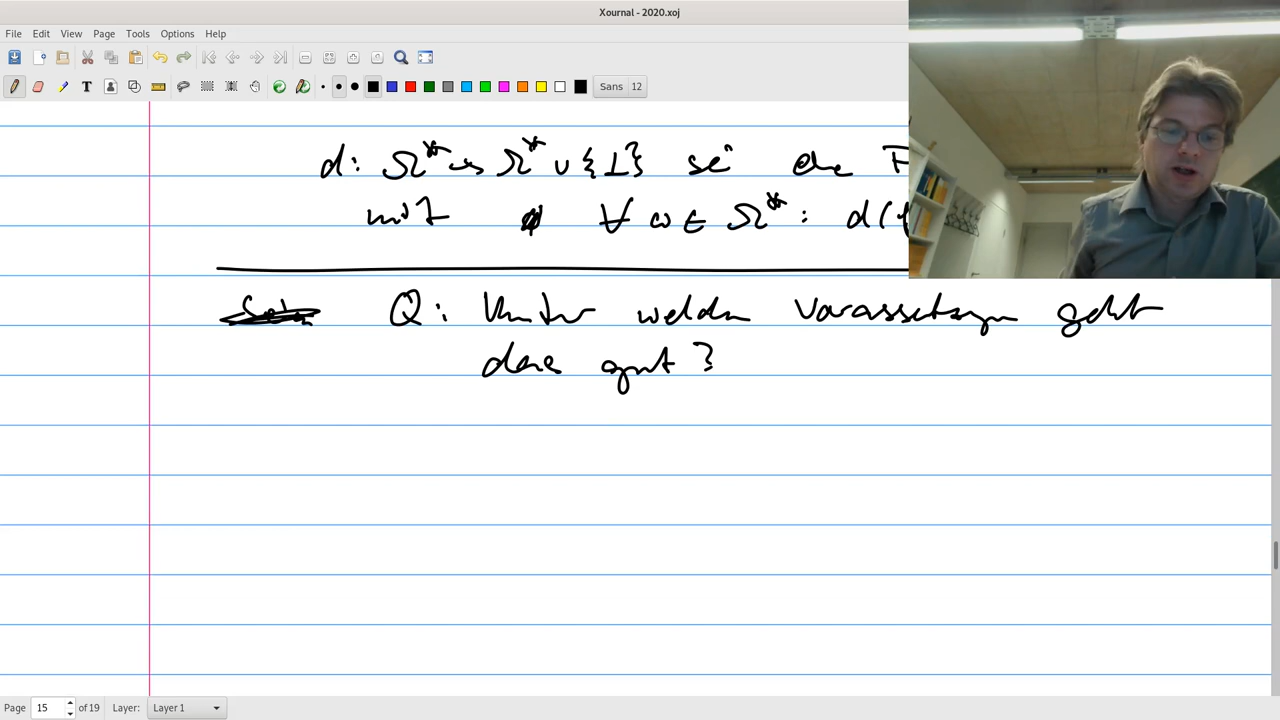 Xournal - 2020.xoj
File Edit View Page Tools Options Help
Sans 12
d: Ω* → Ω* ∪ {⊥} sei die F
mit ∀ ω ∈ Ω*: d(
Q: Unter welchen Voraussetzungen geht
das gut?
Page 15 of 19 Layer: Layer 1